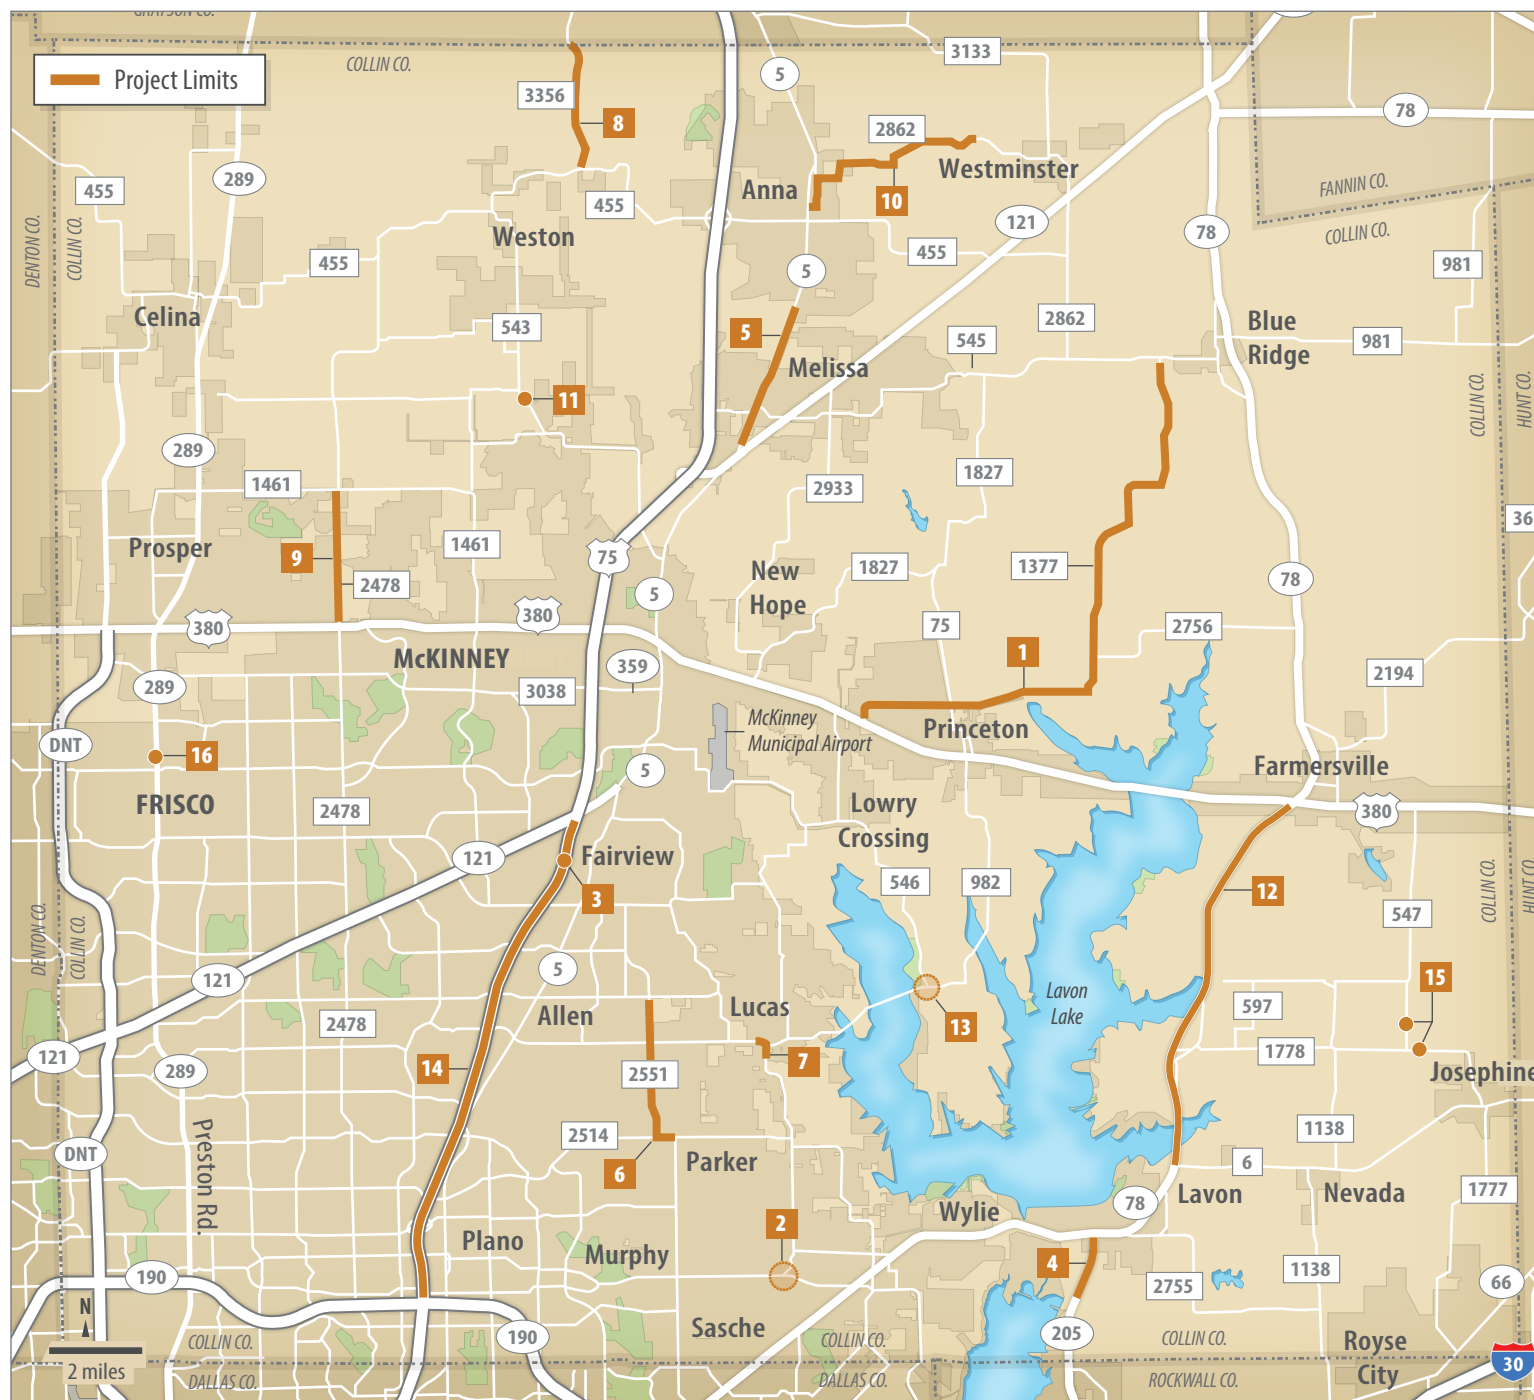 GRAYSON CO.
COLLIN CO.
Project Limits
3133
5
3356
8
78
2862
289
455
Westminster
Anna
10
FANNIN CO.
455
121
78
COLLIN CO.
DENTON CO.
COLLIN CO.
Weston
455
455
981
5
Celina
543
5
2862
Blue
Ridge
545
981
Melissa
11
COLLIN CO.
HUNT CO.
289
1461
2933
1827
36
Prosper
1461
9
75
2478
New
Hope
1827
1377
78
5
380
380
75
2756
McKINNEY
359
1
2194
289
3038
McKinney
Municipal Airport
Princeton
DNT
16
5
Farmersville
FRISCO
2478
Lowry
Crossing
380
121
Fairview
3
546
982
12
547
COLLIN CO.
HUNT CO.
DENTON CO.
COLLIN CO.
121
5
15
Lavon
Lake
597
Allen
Lucas
13
2478
121
289
14
7
1778
Josephine
2551
Preston Rd.
2514
1138
DNT
6
Parker
6
78
Lavon
Nevada
1777
Wylie
2
Plano
Murphy
4
1138
190
2755
66
N
Sasche
190
COLLIN CO.
COLLIN CO.
205
COLLIN CO.
Royse
City
30
2 miles
DALLAS CO.
DALLAS CO.
ROCKWALL CO.